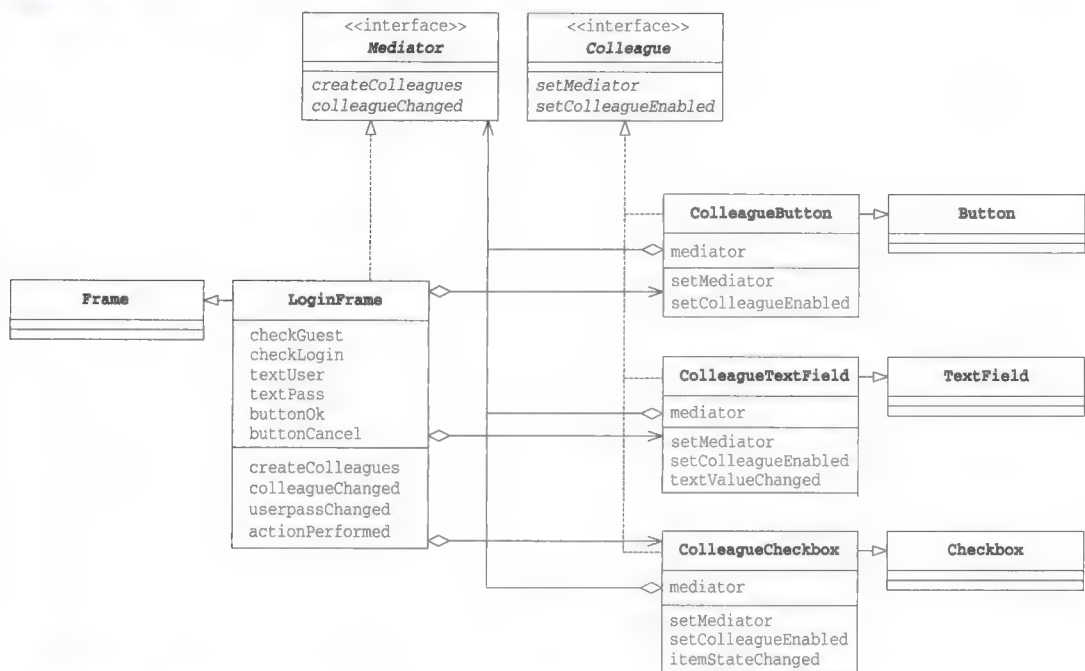 <<interface>>
Mediator
createColleagues
colleagueChanged
<<interface>>
Colleague
setMediator
setColleagueEnabled
ColleagueButton
mediator
setMediator
setColleagueEnabled
Button
Frame
LoginFrame
checkGuest
checkLogin
textUser
textPass
buttonOk
buttonCancel
createColleagues
colleagueChanged
userpassChanged
actionPerformed
ColleagueTextField
mediator
setMediator
setColleagueEnabled
textValueChanged
TextField
ColleagueCheckbox
mediator
setMediator
setColleagueEnabled
itemStateChanged
Checkbox